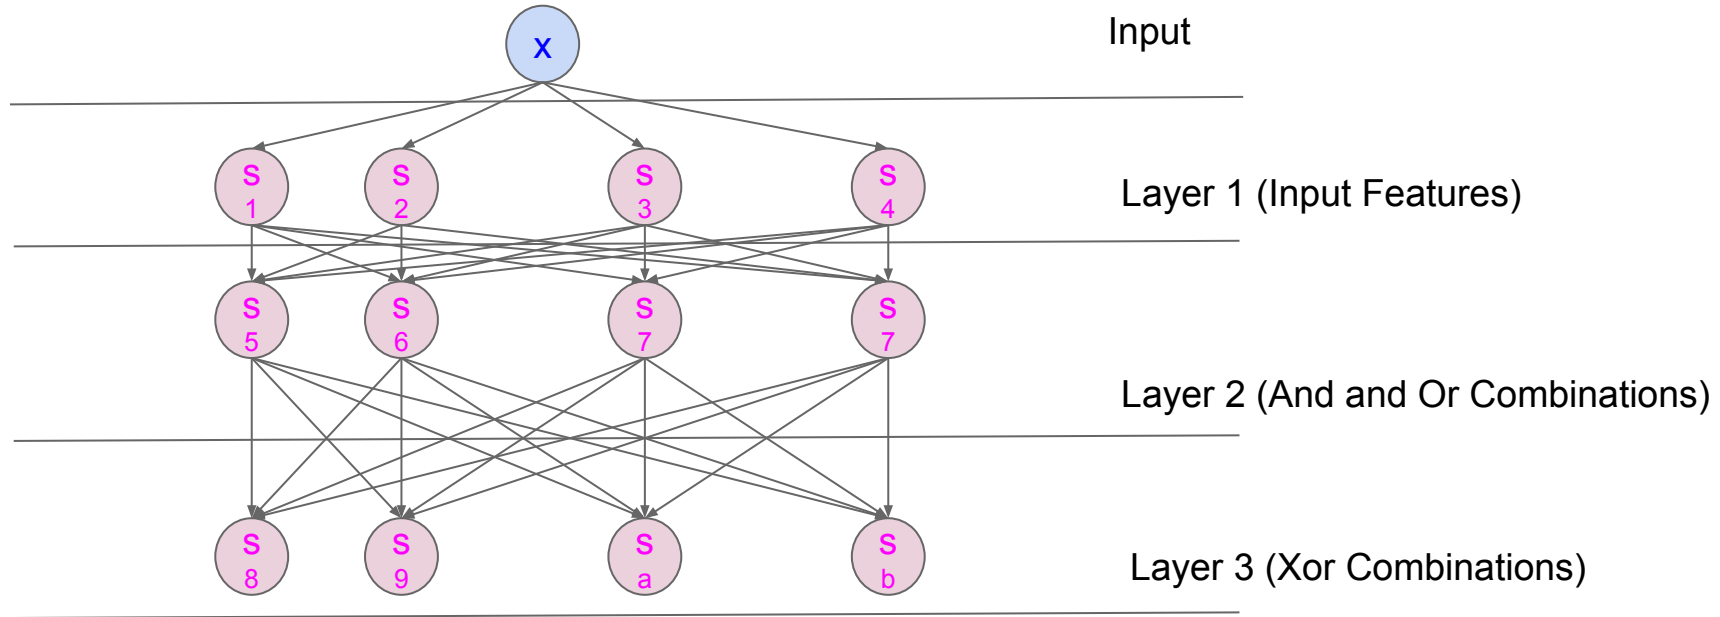 x
Input
S
1
S
2
S
3
S
4
Layer 1 (Input Features)
S
5
S
6
S
7
S
7
Layer 2 (And and Or Combinations)
S
8
S
9
S
a
S
b
Layer 3 (Xor Combinations)